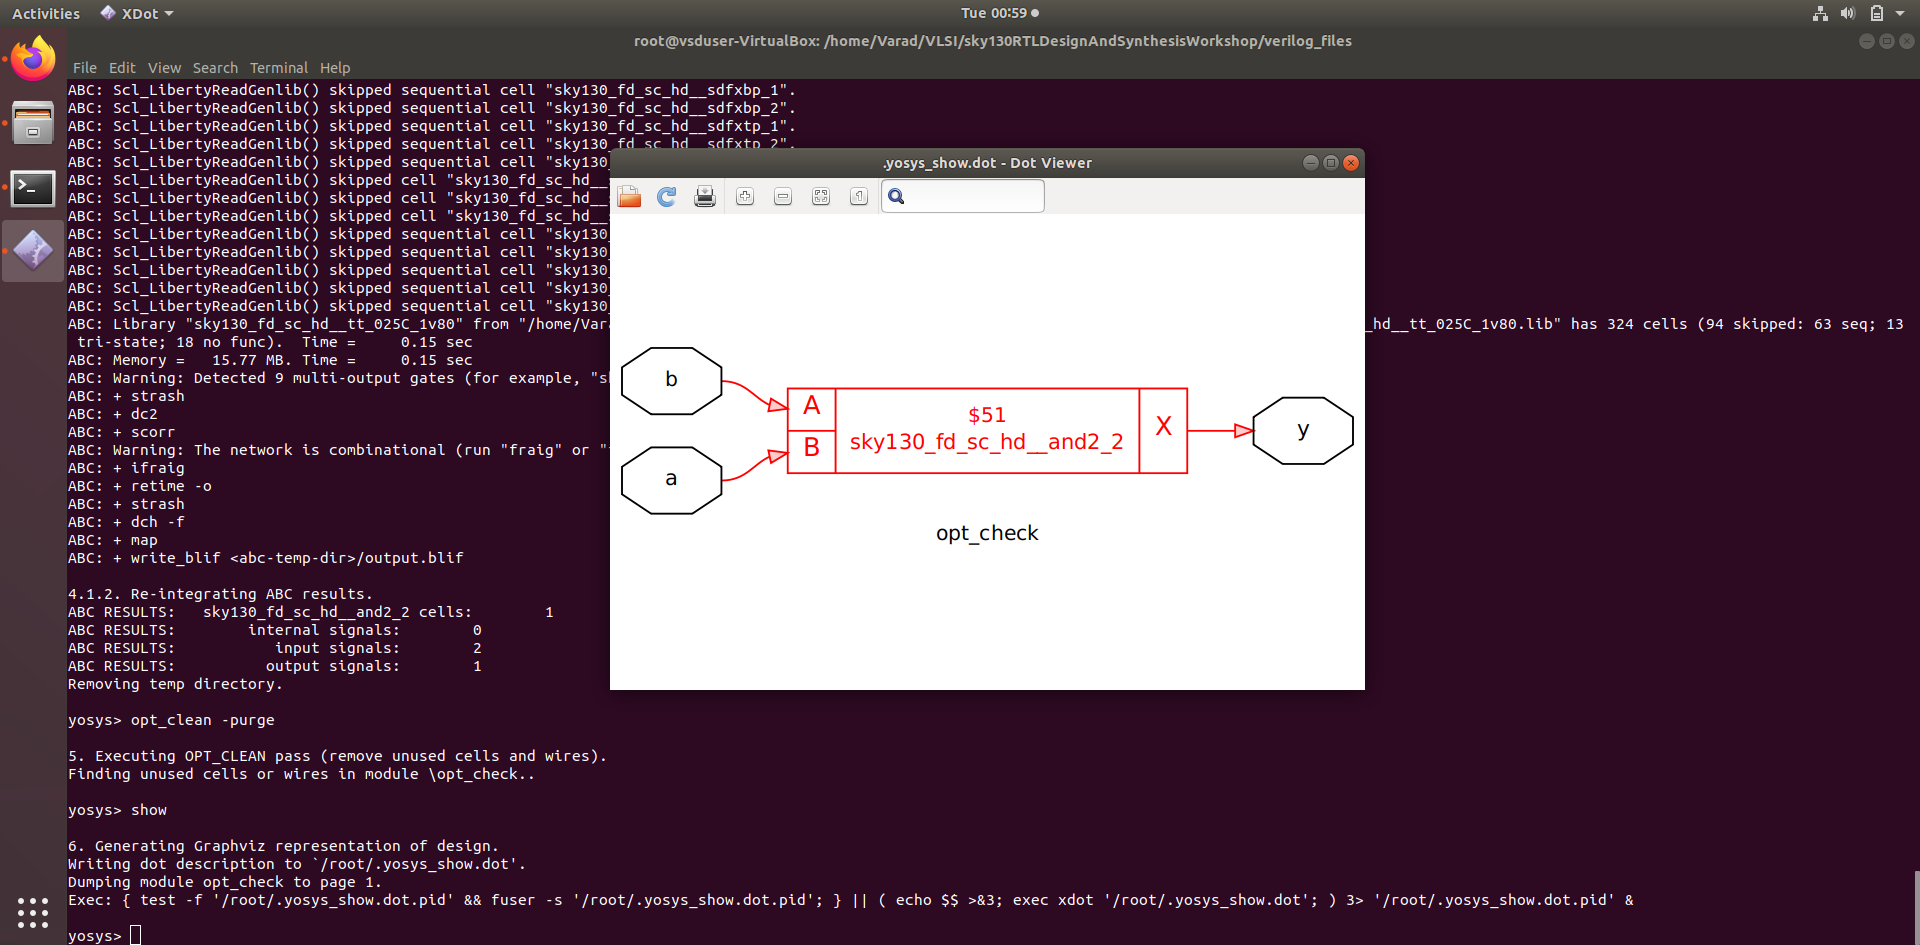 Activities XDot Tue 00:59
root@vsduser-VirtualBox: /home/Varad/VLSI/sky130RTLDesignAndSynthesisWorkshop/verilog_files
File Edit View Search Terminal Help
ABC: Scl_LibertyReadGenlib() skipped sequential cell "sky130_fd_sc_hd__sdfxbp_1".
ABC: Scl_LibertyReadGenlib() skipped sequential cell "sky130_fd_sc_hd__sdfxbp_2".
ABC: Scl_LibertyReadGenlib() skipped sequential cell "sky130_fd_sc_hd__sdfxtp_1".
ABC: Scl_LibertyReadGenlib() skipped sequential cell "sky130_fd_sc_hd__sdfxtp_2".
ABC: Scl_LibertyReadGenlib() skipped sequential cell "sky130
ABC: Scl_LibertyReadGenlib() skipped cell "sky130_fd_sc_hd__
ABC: Scl_LibertyReadGenlib() skipped cell "sky130_fd_sc_hd__
ABC: Scl_LibertyReadGenlib() skipped cell "sky130_fd_sc_hd__
ABC: Scl_LibertyReadGenlib() skipped sequential cell "sky130
ABC: Scl_LibertyReadGenlib() skipped sequential cell "sky130
ABC: Scl_LibertyReadGenlib() skipped sequential cell "sky130
ABC: Scl_LibertyReadGenlib() skipped sequential cell "sky130
ABC: Scl_LibertyReadGenlib() skipped sequential cell "sky130
ABC: Library "sky130_fd_sc_hd__tt_025C_1v80" from "/home/Var hd__tt_025C_1v80.lib" has 324 cells (94 skipped: 63 seq; 13
tri-state; 18 no func). Time = 0.15 sec
ABC: Memory = 15.77 MB. Time = 0.15 sec
ABC: Warning: Detected 9 multi-output gates (for example, "s
ABC: + strash
ABC: + dc2
ABC: + scorr
ABC: Warning: The network is combinational (run "fraig" or "
ABC: + ifraig
ABC: + retime -o
ABC: + strash
ABC: + dch -f
ABC: + map
ABC: + write_blif <abc-temp-dir>/output.blif
4.1.2. Re-integrating ABC results.
ABC RESULTS: sky130_fd_sc_hd__and2_2 cells: 1
ABC RESULTS: internal signals: 0
ABC RESULTS: input signals: 2
ABC RESULTS: output signals: 1
Removing temp directory.
yosys> opt_clean -purge
5. Executing OPT_CLEAN pass (remove unused cells and wires).
Finding unused cells or wires in module \opt_check..
yosys> show
6. Generating Graphviz representation of design.
Writing dot description to `/root/.yosys_show.dot'.
Dumping module opt_check to page 1.
Exec: { test -f '/root/.yosys_show.dot.pid' && fuser -s '/root/.yosys_show.dot.pid'; } || ( echo $$ >&3; exec xdot '/root/.yosys_show.dot'; ) 3> '/root/.yosys_show.dot.pid' &
yosys>
.yosys_show.dot - Dot Viewer
b
a
A
B
$51
sky130_fd_sc_hd__and2_2
X
y
opt_check